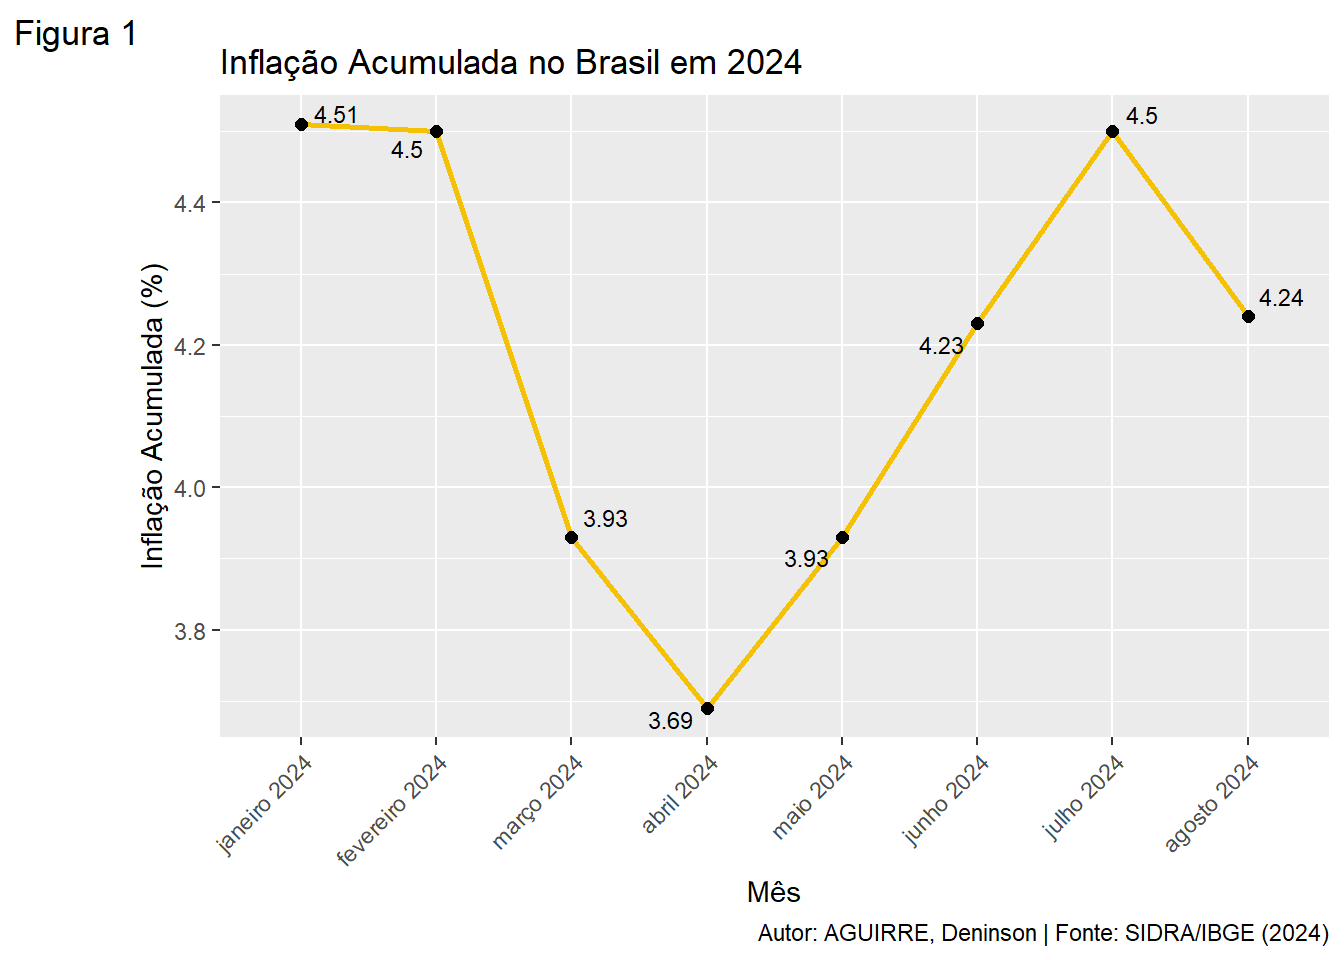 Figura 1
Inflação Acumulada no Brasil em 2024
Inflação Acumulada (%)
4.4
4.2
4.0
3.8
4.51
4.5
3.93
3.69
3.93
4.23
4.5
4.24
janeiro 2024
fevereiro 2024
março 2024
abril 2024
maio 2024
junho 2024
julho 2024
agosto 2024
Mês
Autor: AGUIRRE, Deninson | Fonte: SIDRA/IBGE (2024)